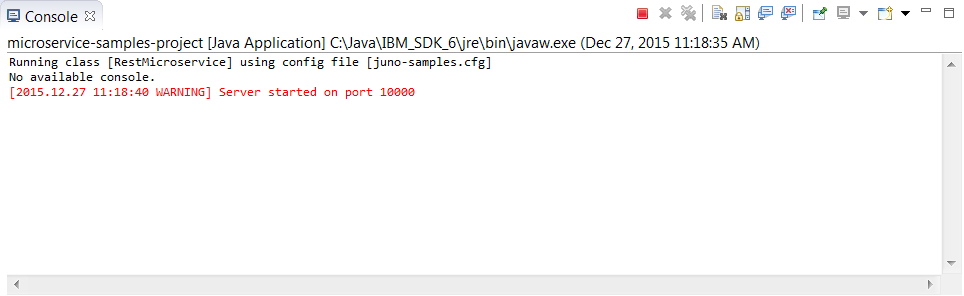 Console
microservice-samples-project [Java Application] C:\Java\IBM_SDK_6\jre\bin\javaw.exe (Dec 27, 2015 11:18:35 AM)
Running class [RestMicroservice] using config file [juno-samples.cfg]
No available console.
[2015.12.27 11:18:40 WARNING] Server started on port 10000